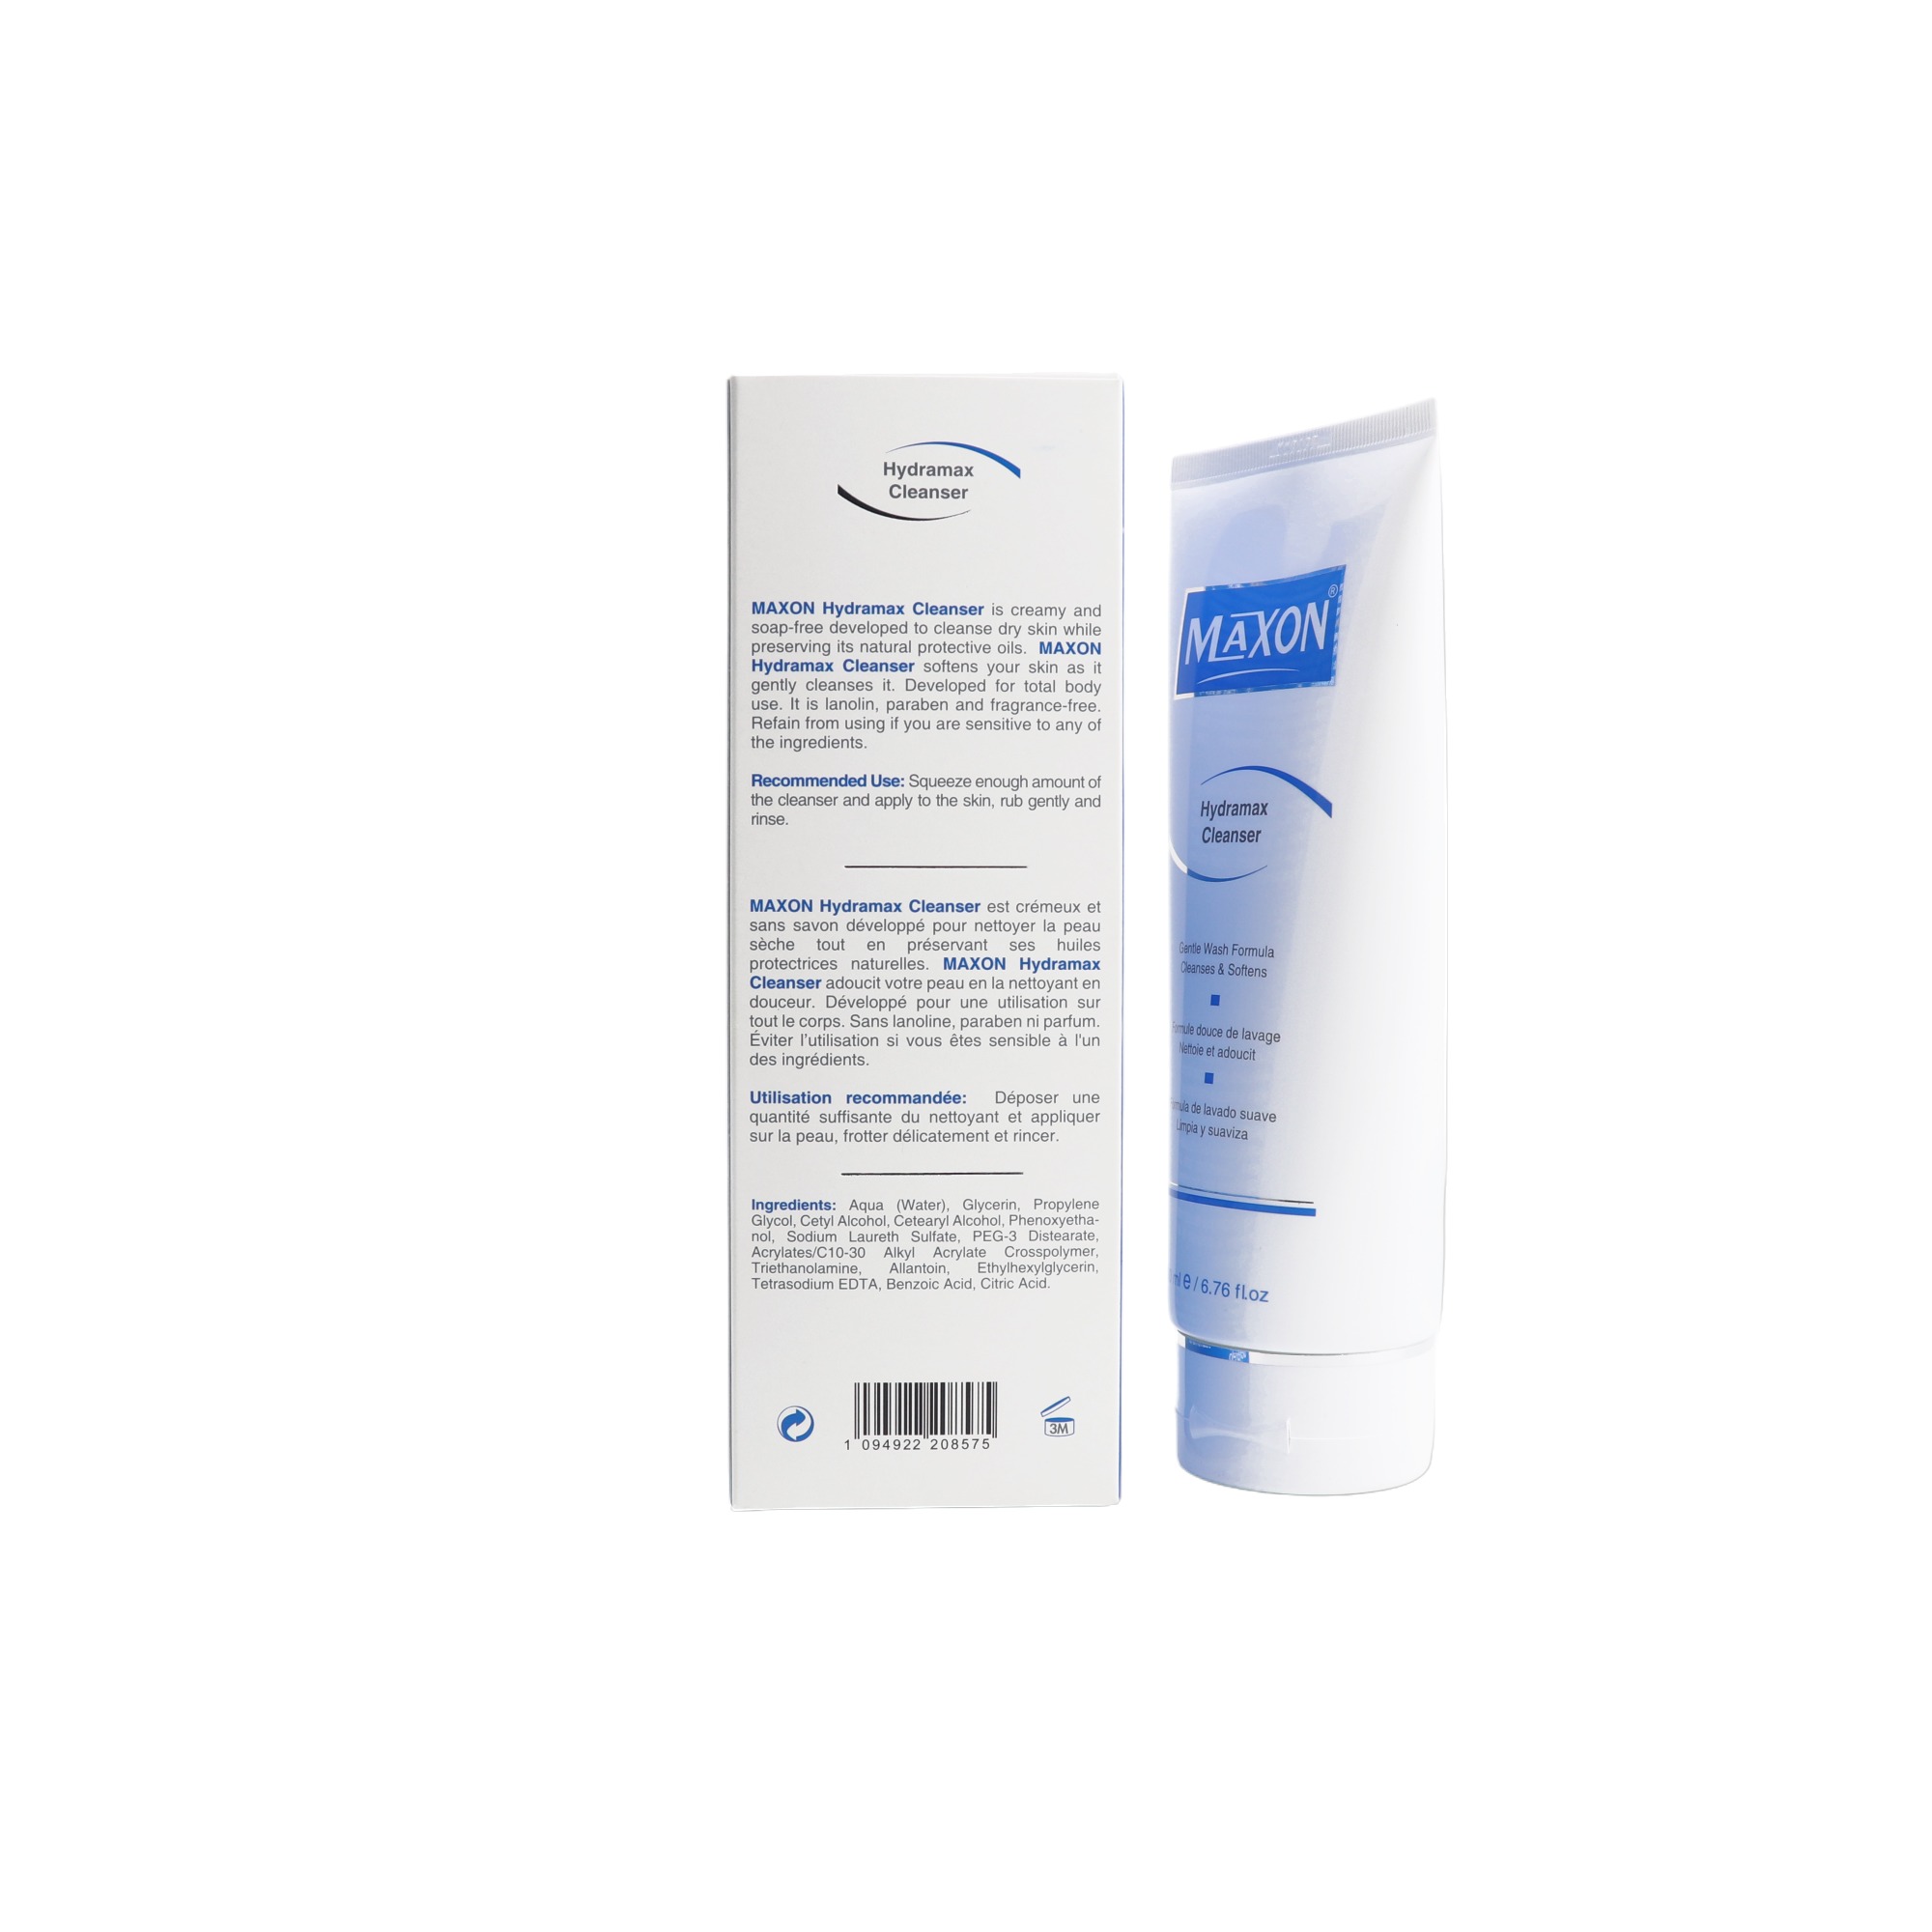 Hydramax
Cleanser
MAXON Hydramax Cleanser is creamy and
soap-free developed to cleanse dry skin while
preserving its natural protective oils. MAXON
Hydramax Cleanser softens your skin as it
gently cleanses it. Developed for total body
use. It is lanolin, paraben and fragrance-free.
Refain from using if you are sensitive to any of
the ingredients.
Recommended Use: Squeeze enough amount of
the cleanser and apply to the skin, rub gently and
rinse.
MAXON Hydramax Cleanser est crémeux et
sans savon développé pour nettoyer la peau
sèche tout en préservant ses huiles
protectrices naturelles. MAXON Hydramax
Cleanser adoucit votre peau en la nettoyant en
douceur. Développé pour une utilisation sur
tout le corps. Sans lanoline, paraben ni parfum.
Éviter l'utilisation si vous êtes sensible à l'un
des ingrédients.
Utilisation recommandée: Déposer une
quantité suffisante du nettoyant et appliquer
sur la peau, frotter délicatement et rincer.
Ingredients: Aqua (Water), Glycerin, Propylene
Glycol, Cetyl Alcohol, Cetearyl Alcohol, Phenoxyetha-
nol, Sodium Laureth Sulfate, PEG-3 Distearate,
Acrylates/C10-30 Alkyl Acrylate Crosspolymer,
Triethanolamine, Allantoin, Ethylhexylglycerin,
Tetrasodium EDTA, Benzoic Acid, Citric Acid.
1 094922 208575
3M
MAXON®
Hydramax
Cleanser
Gentle Wash Formula
Cleanses & Softens
douce de lavage
Nettoie et adoucit
de lavado suave
Limpia y suaviza
ml e / 6.76 fl.oz